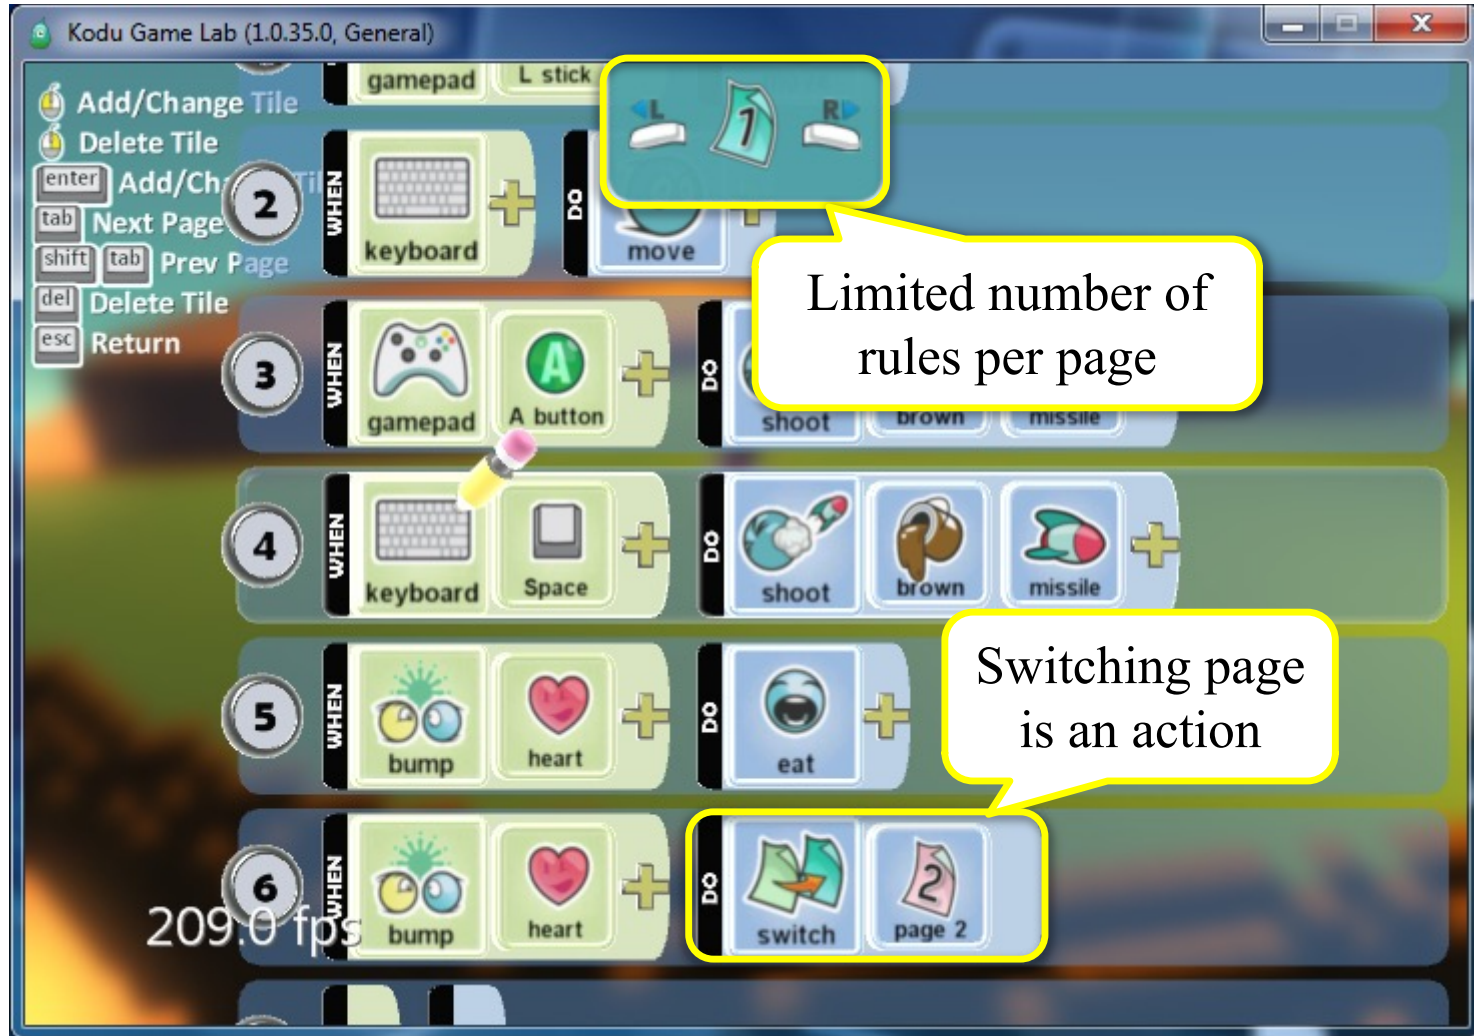 Kodu Game Lab (1.0.35.0, General)
gamepad
L stick
L
1
R
Add/Change Tile
Delete Tile
enter Add/Ch
tab Next Page
shift tab Prev Page
del Delete Tile
esc Return
2
WHEN
keyboard
DO
move
Limited number of
rules per page
3
WHEN
gamepad
A
A button
DO
shoot
brown
missile
4
WHEN
keyboard
Space
DO
shoot
brown
missile
5
WHEN
bump
heart
DO
eat
Switching page
is an action
6
WHEN
bump
heart
DO
switch
2
page 2
209.0 fps